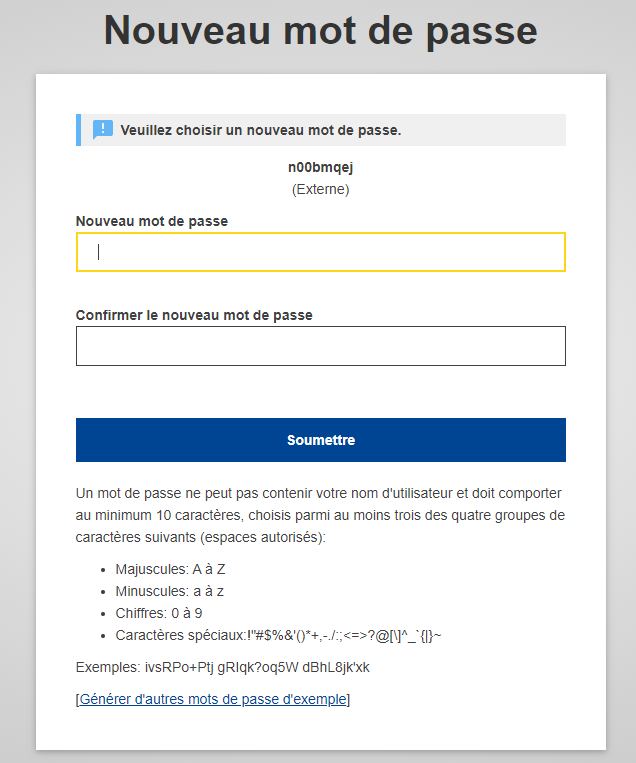 Nouveau mot de passe
Veuillez choisir un nouveau mot de passe.
n00bmqej
(Externe)
Nouveau mot de passe
Confirmer le nouveau mot de passe
Soumettre
Un mot de passe ne peut pas contenir votre nom d'utilisateur et doit comporter
au minimum 10 caractères, choisis parmi au moins trois des quatre groupes de
caractères suivants (espaces autorisés):
• Majuscules: A à Z
• Minuscules: a à z
• Chiffres: 0 à 9
• Caractères spéciaux:!"#$%&'()*+,-./:;<=>?@[\]^_`{|}~
Exemples: ivsRPo+Ptj gRIqk?oq5W dBhL8jk'xk
[Générer d'autres mots de passe d'exemple]